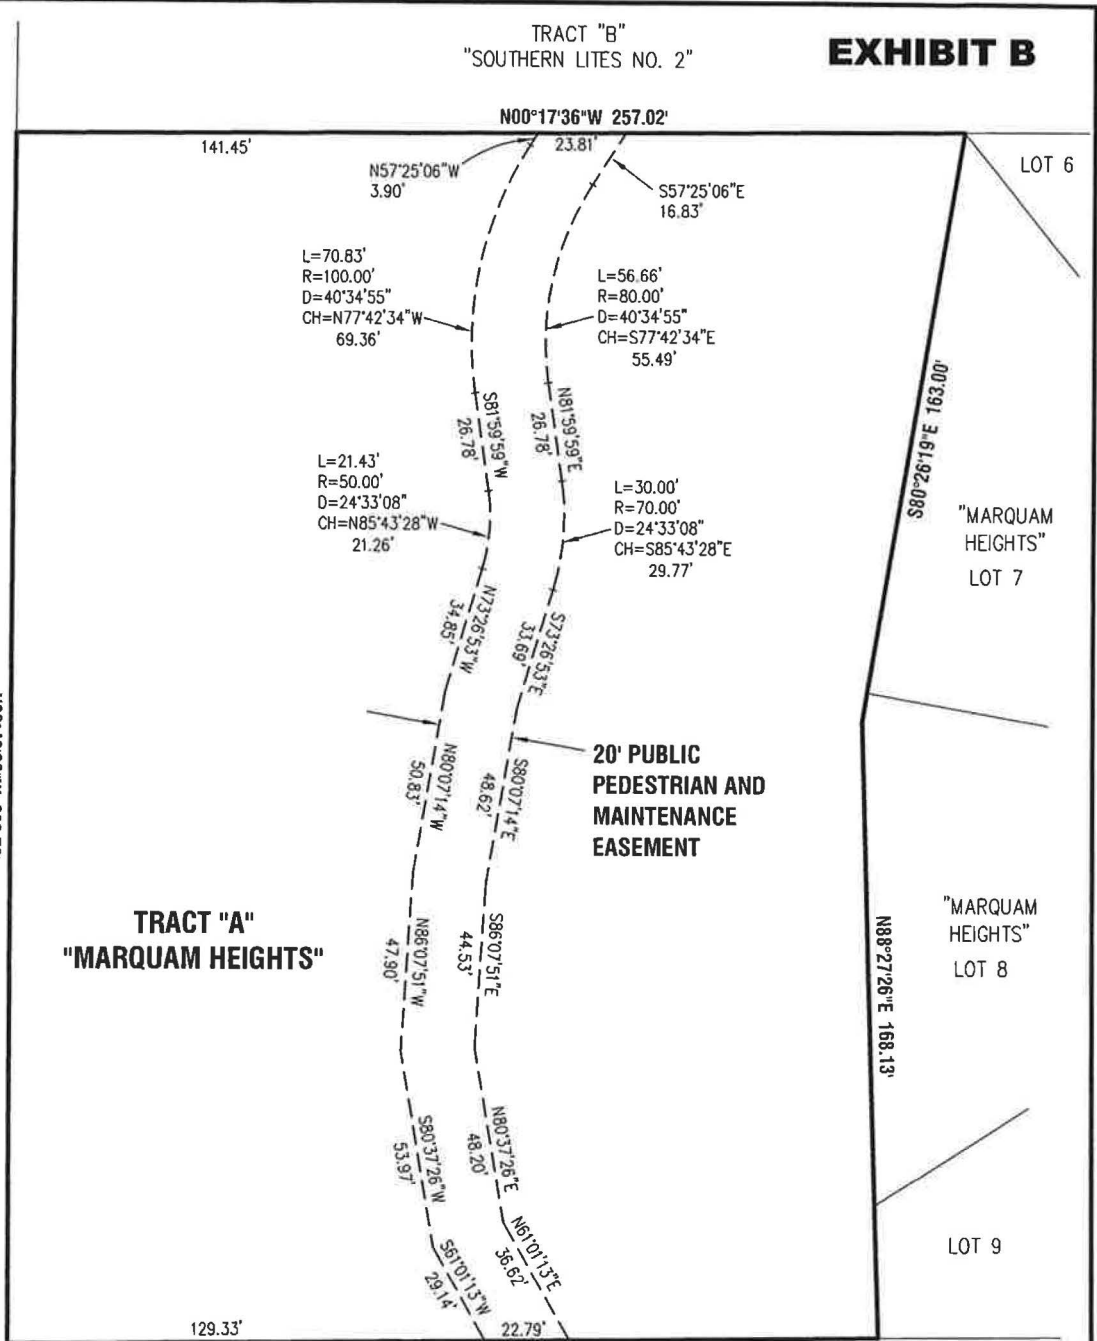 TRACT "B"
"SOUTHERN LITES NO. 2"
EXHIBIT B
N00°17'36"W 257.02'
141.45'
23.81'
N57°25'06"W
3.90'
S57°25'06"E
16.83'
LOT 6
L=70.83'
R=100.00'
D=40°34'55"
CH=N77°42'34"W
69.36'
L=56.66'
R=80.00'
D=40°34'55"
CH=S77°42'34"E
55.49'
S80°26'19"E 163.00'
S81°59'59"W
26.78'
N81°59'59"E
26.78'
L=21.43'
R=50.00'
D=24°33'08"
CH=N85°43'28"W
21.26'
L=30.00'
R=70.00'
D=24°33'08"
CH=S85°43'28"E
29.77'
"MARQUAM
HEIGHTS"
LOT 7
N73°26'53"W
34.85'
S73°26'53"E
33.69'
20' PUBLIC
PEDESTRIAN AND
MAINTENANCE
EASEMENT
N80°07'14"W
50.83'
S80°07'14"E
48.62'
TRACT "A"
"MARQUAM HEIGHTS"
N86°07'51"W
47.90'
S86°07'51"E
44.53'
N88°27'26"E 168.13'
"MARQUAM
HEIGHTS"
LOT 8
S80°37'26"W
53.97'
N80°37'26"E
48.20'
S61°01'13"W
29.14'
N61°01'13"E
36.62'
LOT 9
129.33'
22.79'